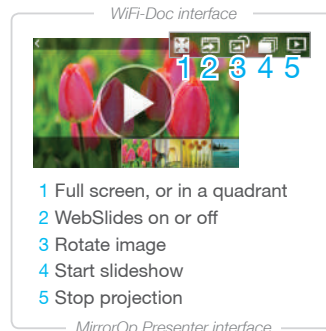 WiFi-Doc interface
1 2 3 4 5
1 Full screen, or in a quadrant
2 WebSlides on or off
3 Rotate image
4 Start slideshow
5 Stop projection
MirrorOp Presenter interface